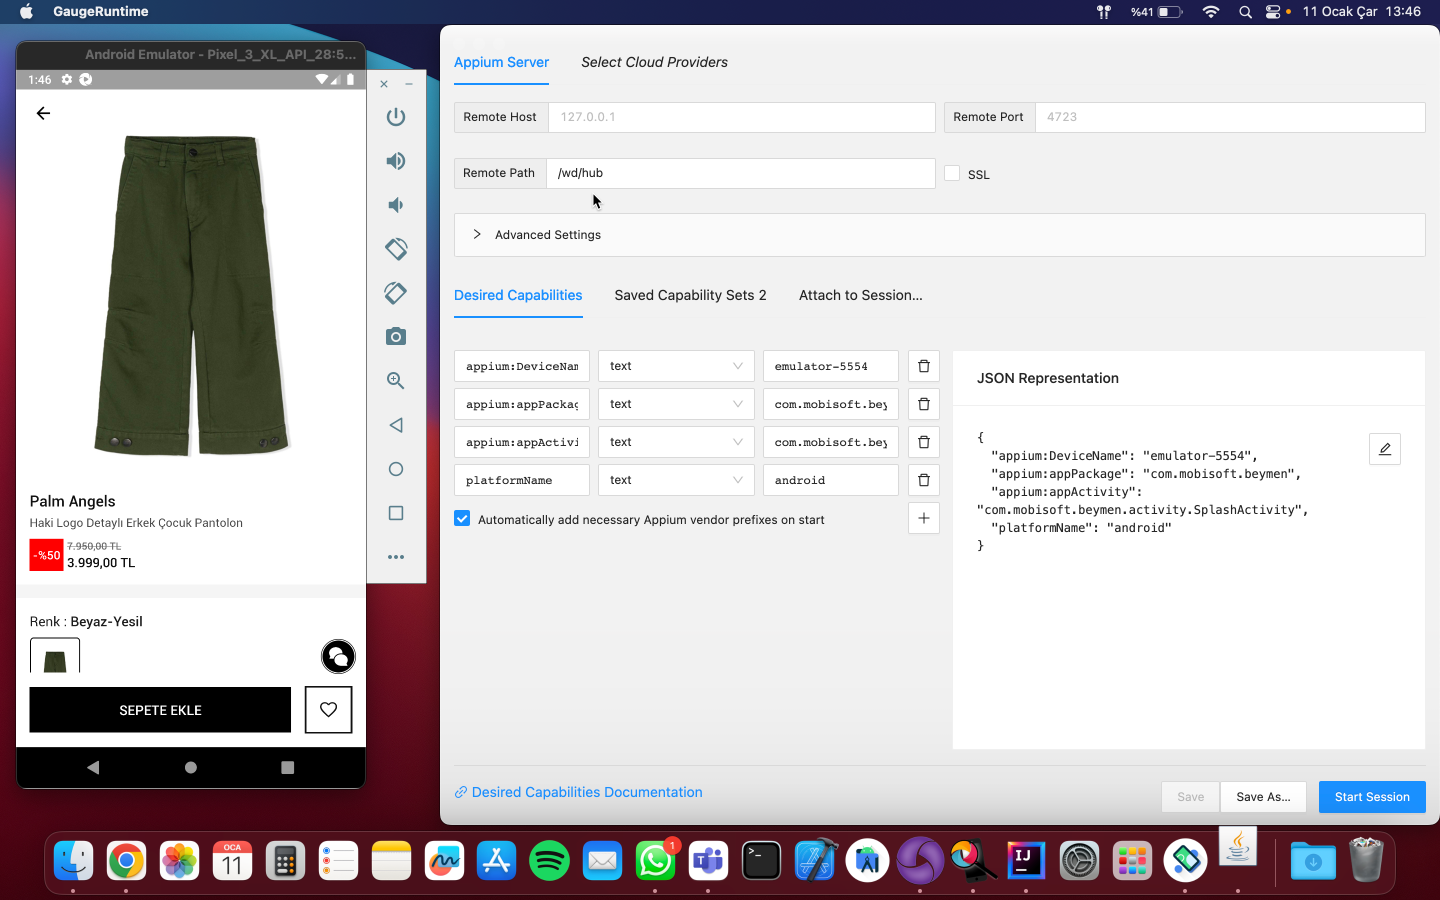 GaugeRuntime
%41
11 Ocak Çar 13:46
Android Emulator - Pixel_3_XL_API_28:5...
1:46
Palm Angels
Haki Logo Detaylı Erkek Çocuk Pantolon
-%50
7.950,00 TL
3.999,00 TL
Renk : Beyaz-Yesil
SEPETE EKLE
Appium Server
Select Cloud Providers
Remote Host
127.0.0.1
Remote Port
4723
Remote Path
/wd/hub
SSL
Advanced Settings
Desired Capabilities
Saved Capability Sets 2
Attach to Session...
appium:DeviceNam
text
emulator-5554
appium:appPackag
text
com.mobisoft.bey
appium:appActivi
text
com.mobisoft.bey
platformName
text
android
Automatically add necessary Appium vendor prefixes on start
JSON Representation
{
"appium:DeviceName": "emulator-5554",
"appium:appPackage": "com.mobisoft.beymen",
"appium:appActivity":
"com.mobisoft.beymen.activity.SplashActivity",
"platformName": "android"
}
Desired Capabilities Documentation
Save
Save As...
Start Session
OCA
11
1
IJ